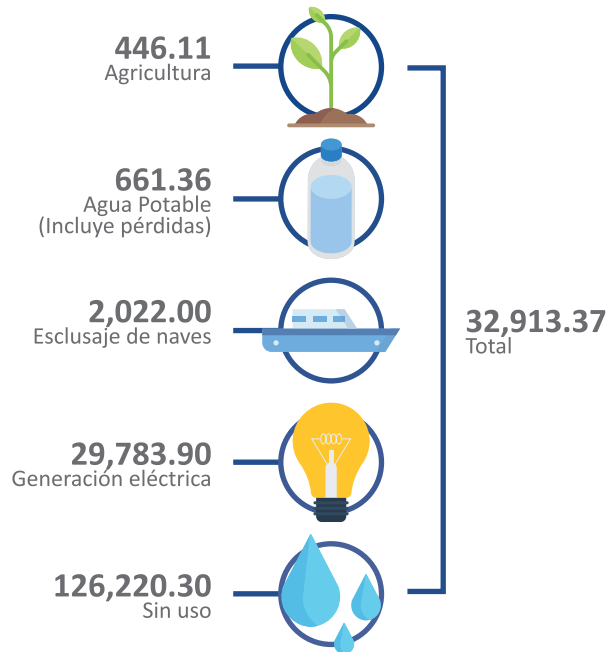 446.11
Agricultura
661.36
Agua Potable
(Incluye pérdidas)
2,022.00
Esclusaje de naves
29,783.90
Generación eléctrica
126,220.30
Sin uso
32,913.37
Total